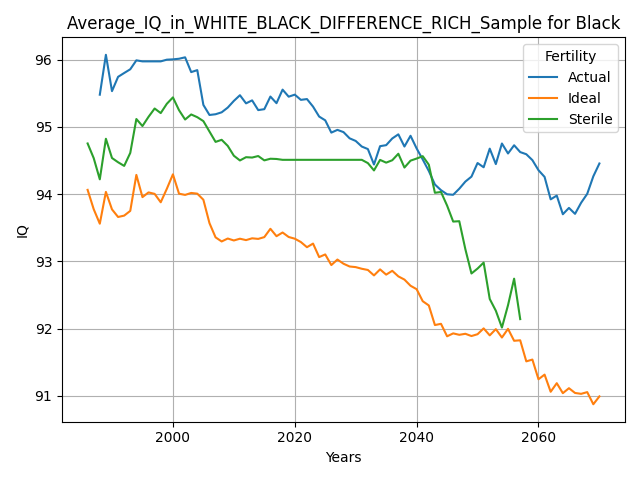 Average_IQ_in_WHITE_BLACK_DIFFERENCE_RICH_Sample for Black
Fertility
Actual
Ideal
Sterile
IQ
96
95
94
93
92
91
2000
2020
2040
2060
Years